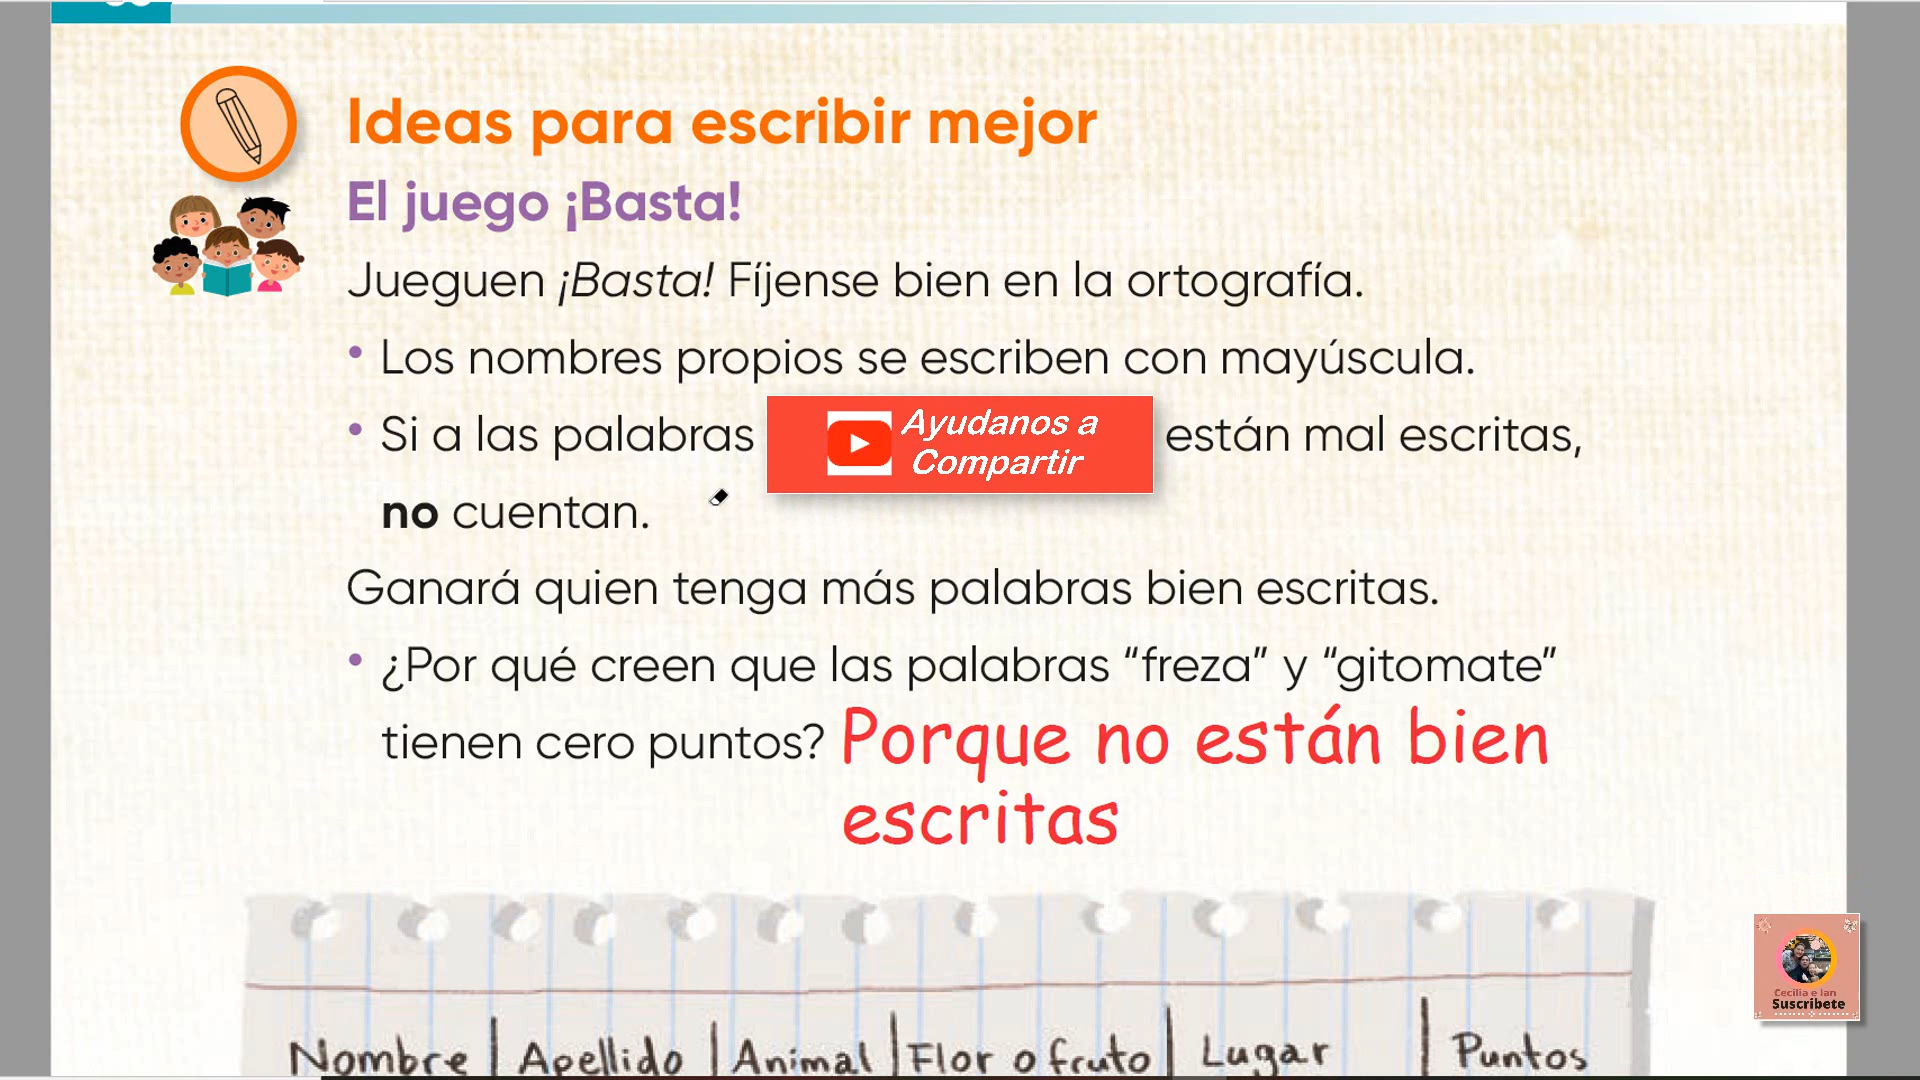 Ideas para escribir mejor
El juego ¡Basta!
Jueguen ¡Basta! Fíjense bien en la ortografía.
• Los nombres propios se escriben con mayúscula.
• Si a las palabras
Ayudanos a
Compartir
están mal escritas,
no cuentan.
Ganará quien tenga más palabras bien escritas.
• ¿Por qué creen que las palabras “freza” y “gitomate”
tienen cero puntos? Porque no están bien
escritas
Cecilia e Ian
Suscríbete
Nombre | Apellido | Animal | Flor o fruto | Lugar | Puntos